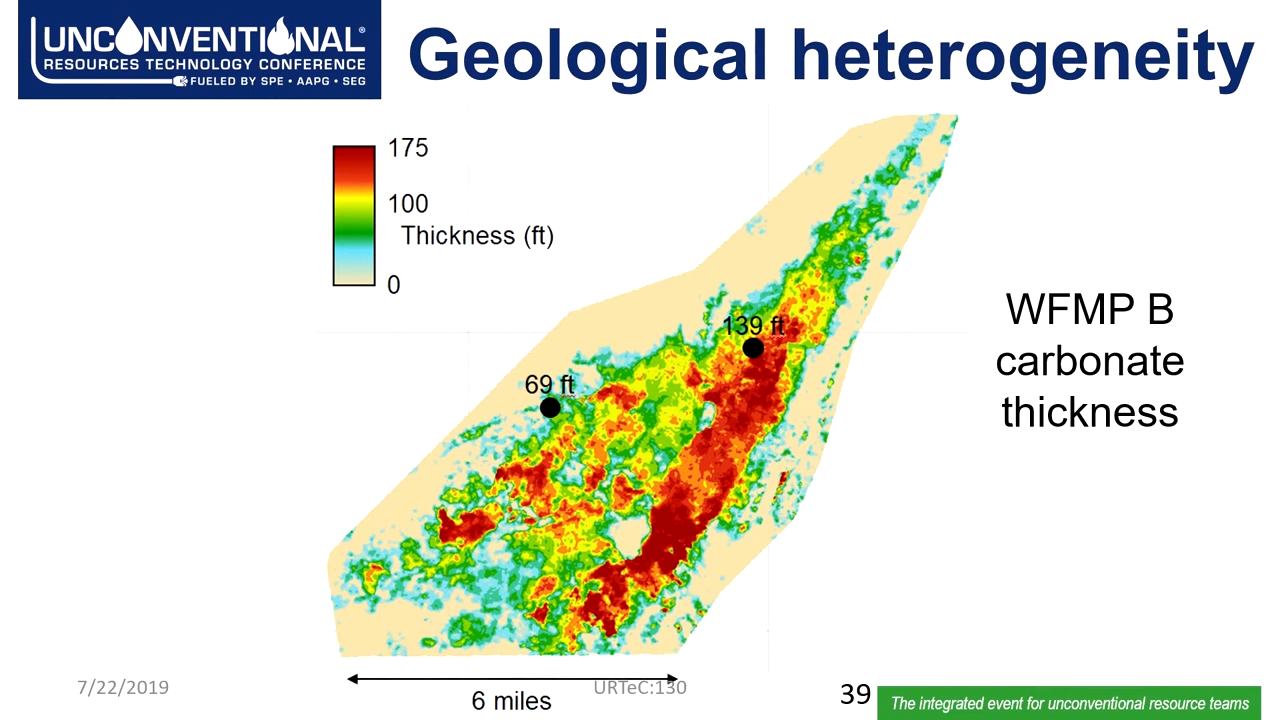 UNCONVENTIONAL®
RESOURCES TECHNOLOGY CONFERENCE
FUELED BY SPE • AAPG • SEG
Geological heterogeneity
175
100
Thickness (ft)
0
139 ft
69 ft
WFMP B
carbonate
thickness
6 miles
7/22/2019
URTeC:130
39
The integrated event for unconventional resource teams